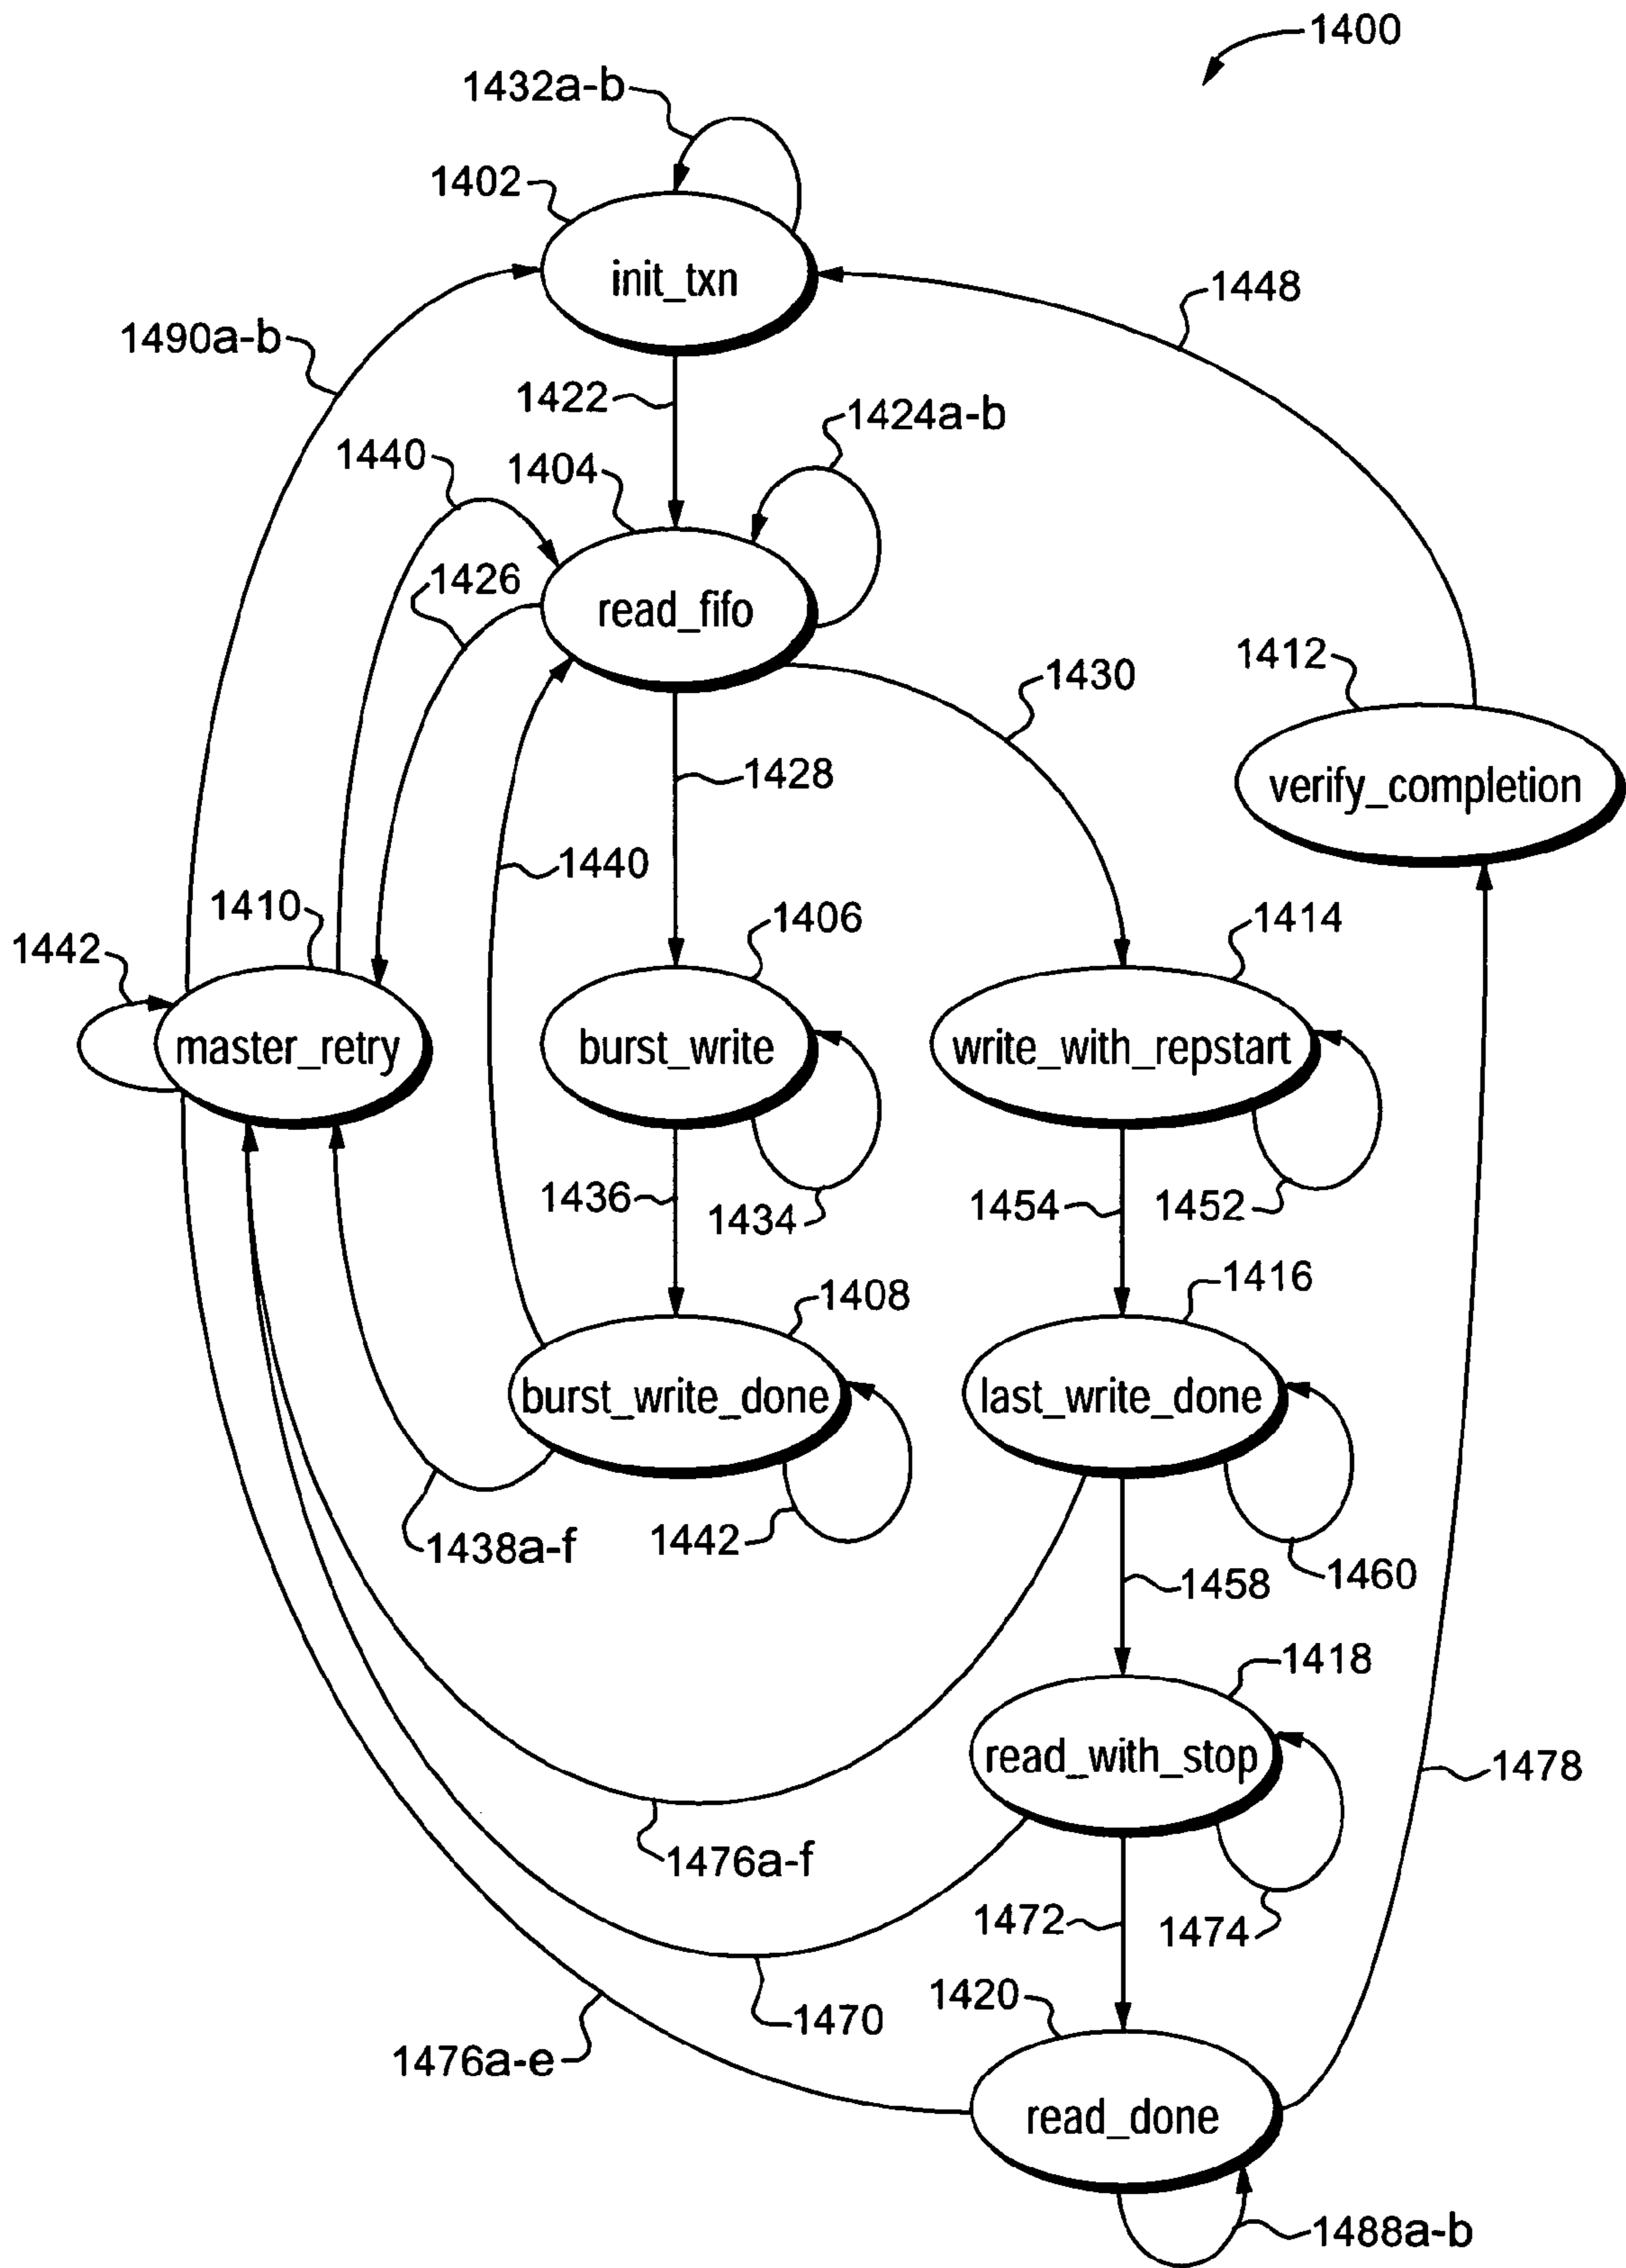 1400
1432a-b
1402
init_txn
1448
1490a-b
1422
1424a-b
1440
1404
1426
read_fifo
1412
1430
verify_completion
1428
1440
1410
1406
1414
1442
master_retry
burst_write
write_with_repstart
1436
1434
1454
1452
1408
1416
burst_write_done
last_write_done
1438a-f
1442
1458
1460
1418
read_with_stop
1478
1476a-f
1472
1474
1420
1470
1476a-e
read_done
1488a-b